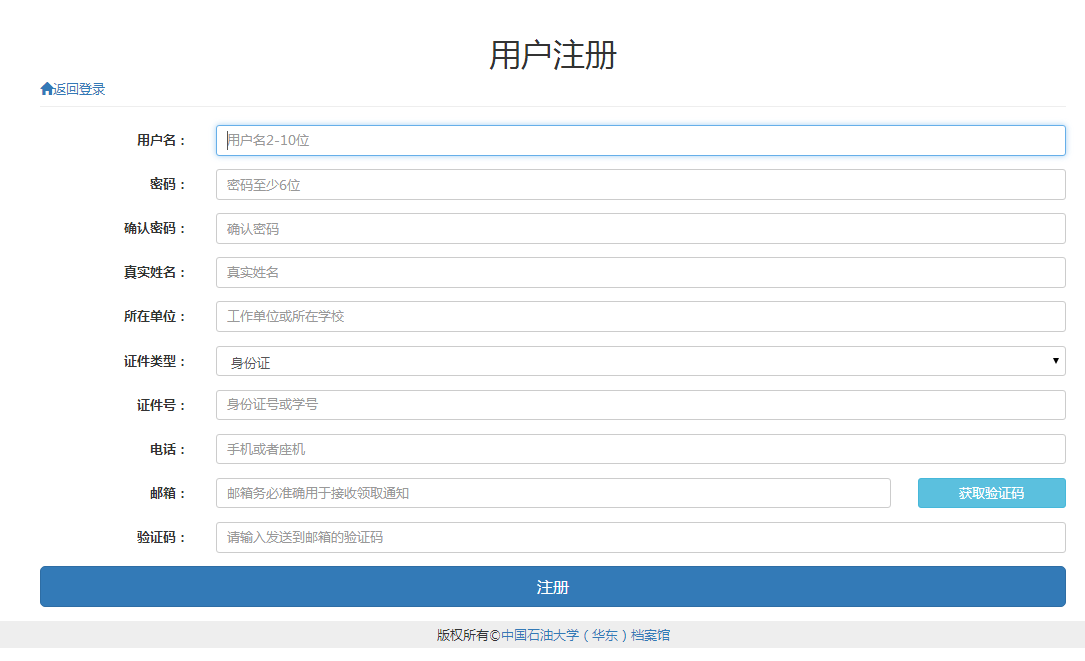 用户注册
返回登录
用户名： 用户名2-10位
密码： 密码至少6位
确认密码： 确认密码
真实姓名： 真实姓名
所在单位： 工作单位或所在学校
证件类型： 身份证
证件号： 身份证号或学号
电话： 手机或者座机
邮箱： 邮箱务必准确用于接收领取通知 获取验证码
验证码： 请输入发送到邮箱的验证码
注册
版权所有©中国石油大学（华东）档案馆